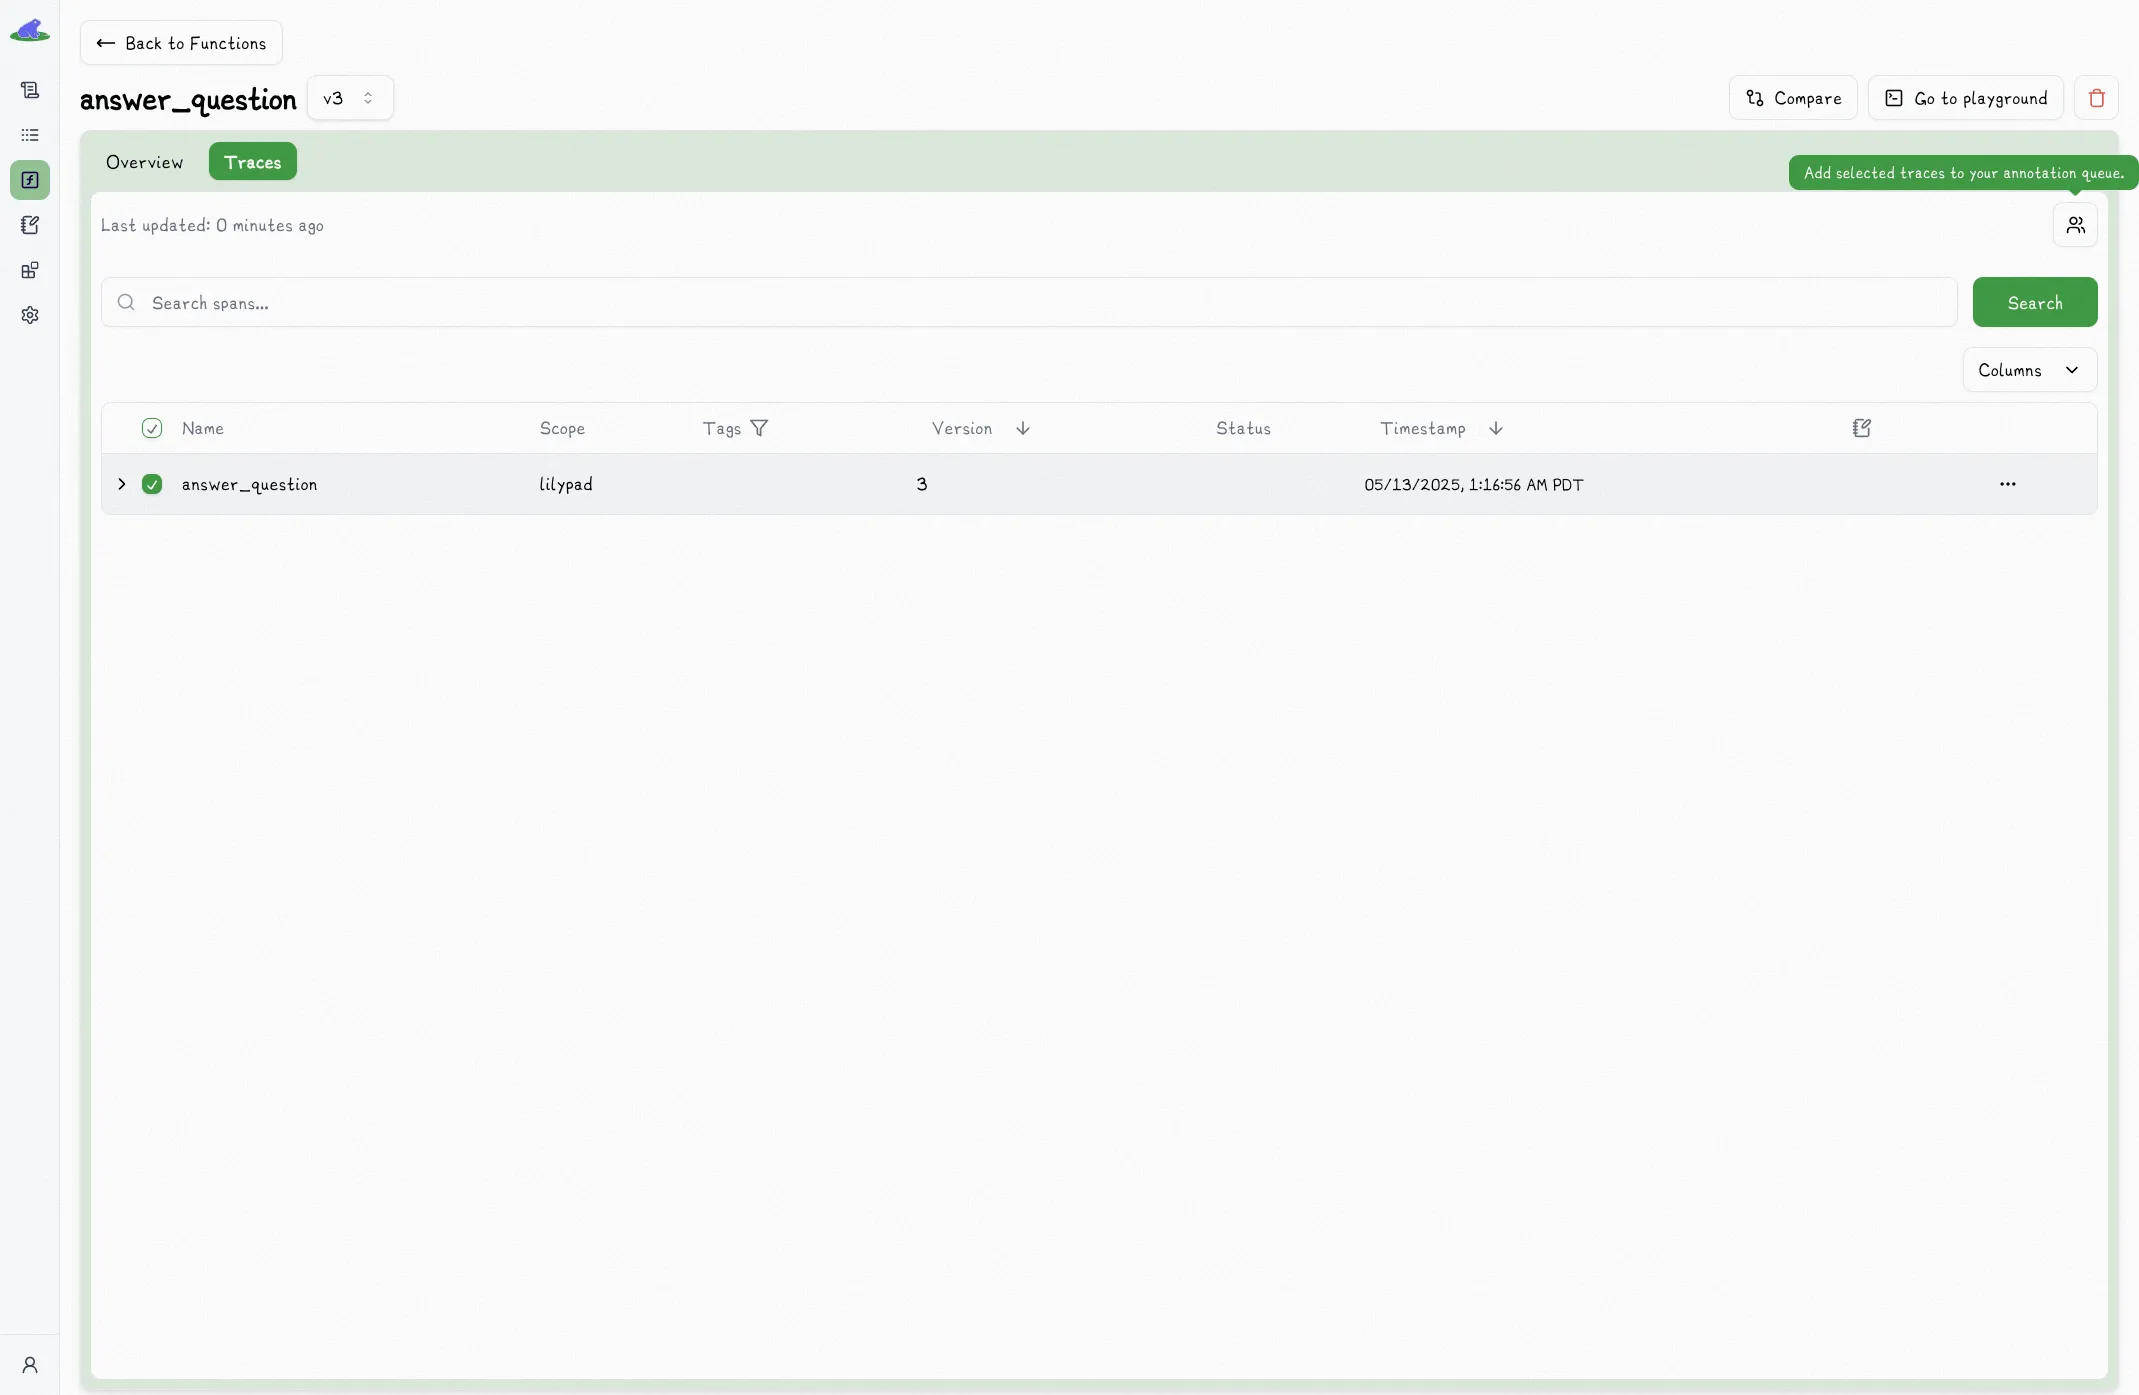 Back to Functions
answer_question v3
Compare Go to playground
Overview Traces
Add selected traces to your annotation queue.
Last updated: 0 minutes ago
Search spans...
Search
Columns
Name Scope Tags Version Status Timestamp
answer_question lilypad 3 05/13/2025, 1:16:56 AM PDT